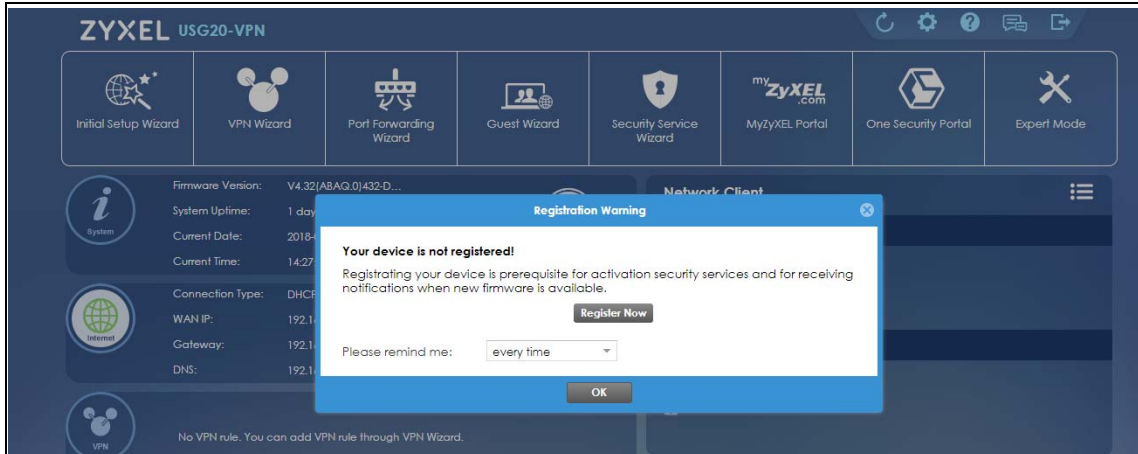 ZYXEL USG20-VPN
Initial Setup Wizard
VPN Wizard
Port Forwarding
Wizard
Guest Wizard
Security Service
Wizard
myZyXEL.com
MyZyXEL Portal
One Security Portal
Expert Mode
System
Firmware Version: V4.32(ABAQ.0)432-D...
System Uptime: 1 day
Current Date: 2018-
Current Time: 14:27
Network Client
Registration Warning
Your device is not registered!
Registrating your device is prerequisite for activation security services and for receiving
notifications when new firmware is available.
Register Now
Please remind me: every time
OK
Internet
Connection Type: DHCP
WAN IP: 192.1
Gateway: 192.1
DNS: 192.1
VPN
No VPN rule. You can add VPN rule through VPN Wizard.